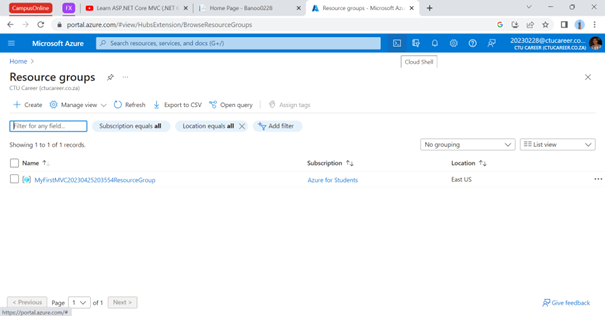 CampusOnline
FX
Learn ASP.NET Core MVC (.NET
Home Page - Banoo0228
Resource groups - Microsoft Az
portal.azure.com/#view/HubsExtension/BrowseResourceGroups
Microsoft Azure
Search resources, services, and docs (G+/)
20230228@ctucareer.co...
CTU CAREER (CTUCAREER.CO.ZA)
Home >
Cloud Shell
Resource groups
CTU Career (ctucareer.co.za)
Create
Manage view
Refresh
Export to CSV
Open query
Assign tags
Filter for any field...
Subscription equals all
Location equals all
Add filter
Showing 1 to 1 of 1 records.
No grouping
List view
Name
Subscription
Location
MyFirstMVC20230425203554ResourceGroup
Azure for Students
East US
< Previous
Page
1
of 1
Next >
Give feedback
https://portal.azure.com/#